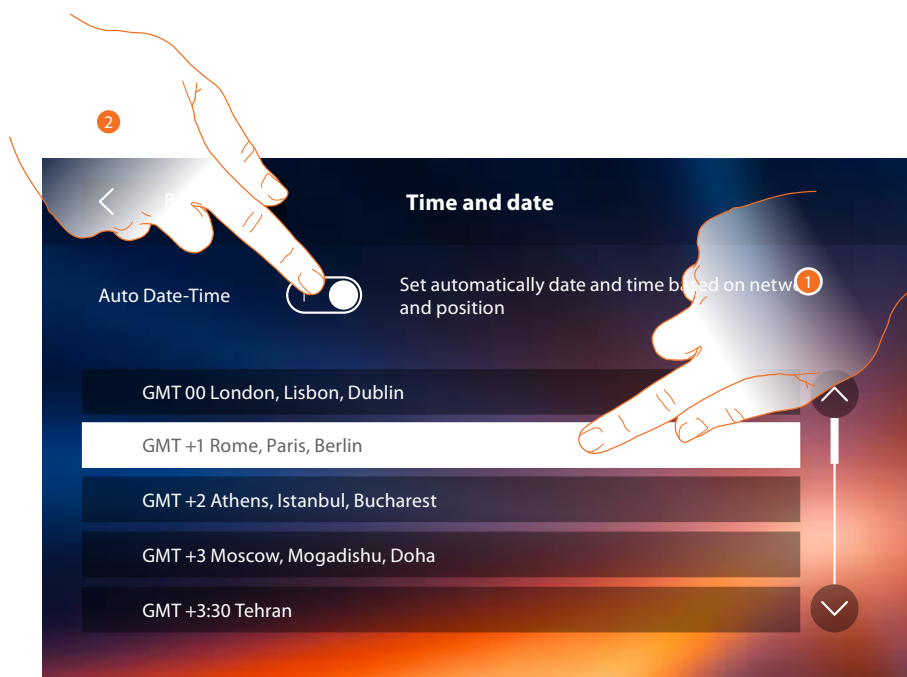 2
Time and date
Auto Date-Time
Set automatically date and time based on
and position
1
GMT 00 London, Lisbon, Dublin
GMT +1 Rome, Paris, Berlin
GMT +2 Athens, Istanbul, Bucharest
GMT +3 Moscow, Mogadishu, Doha
GMT +3:30 Tehran